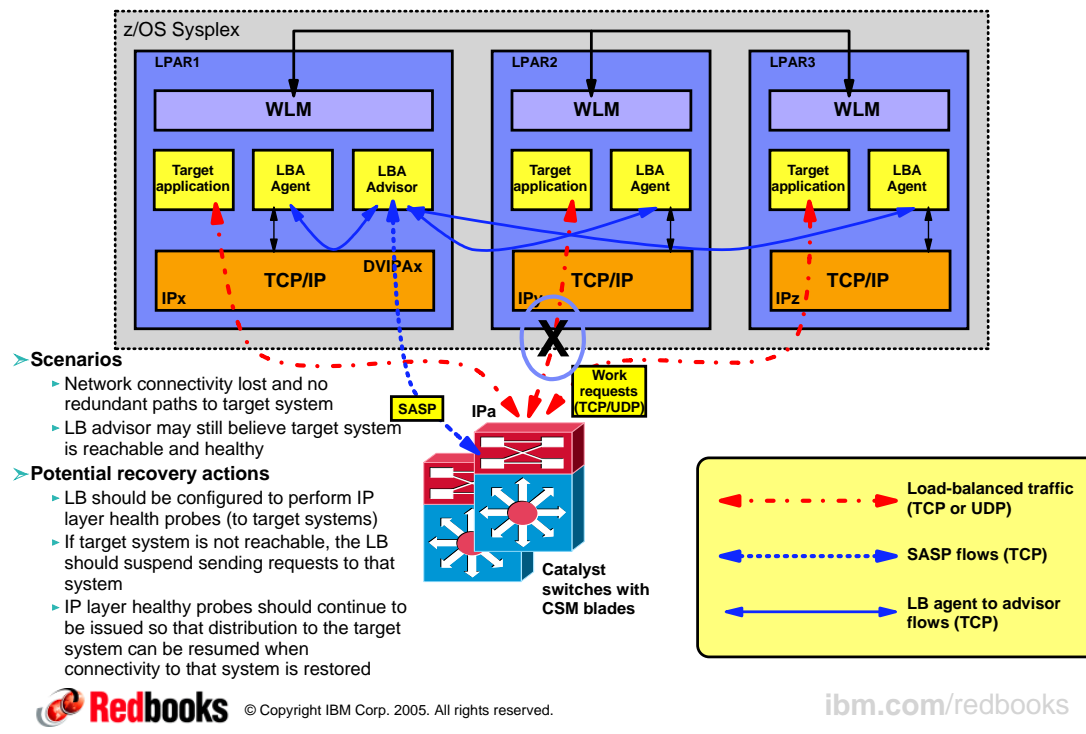 z/OS Sysplex
LPAR1
LPAR2
LPAR3
WLM
WLM
WLM
Target
application
LBA
Agent
LBA
Advisor
Target
application
LBA
Agent
Target
application
LBA
Agent
DVIPAx
TCP/IP
IPx
TCP/IP
IPy
TCP/IP
IPz
X
Scenarios
Network connectivity lost and no
redundant paths to target system
LB advisor may still believe target system
is reachable and healthy
Potential recovery actions
LB should be configured to perform IP
layer health probes (to target systems)
If target system is not reachable, the LB
should suspend sending requests to that
system
IP layer healthy probes should continue to
be issued so that distribution to the target
system can be resumed when
connectivity to that system is restored
SASP
IPa
Work
requests
(TCP/UDP)
Catalyst
switches with
CSM blades
Load-balanced traffic
(TCP or UDP)
SASP flows (TCP)
LB agent to advisor
flows (TCP)
Redbooks
© Copyright IBM Corp. 2005. All rights reserved.
ibm.com/redbooks